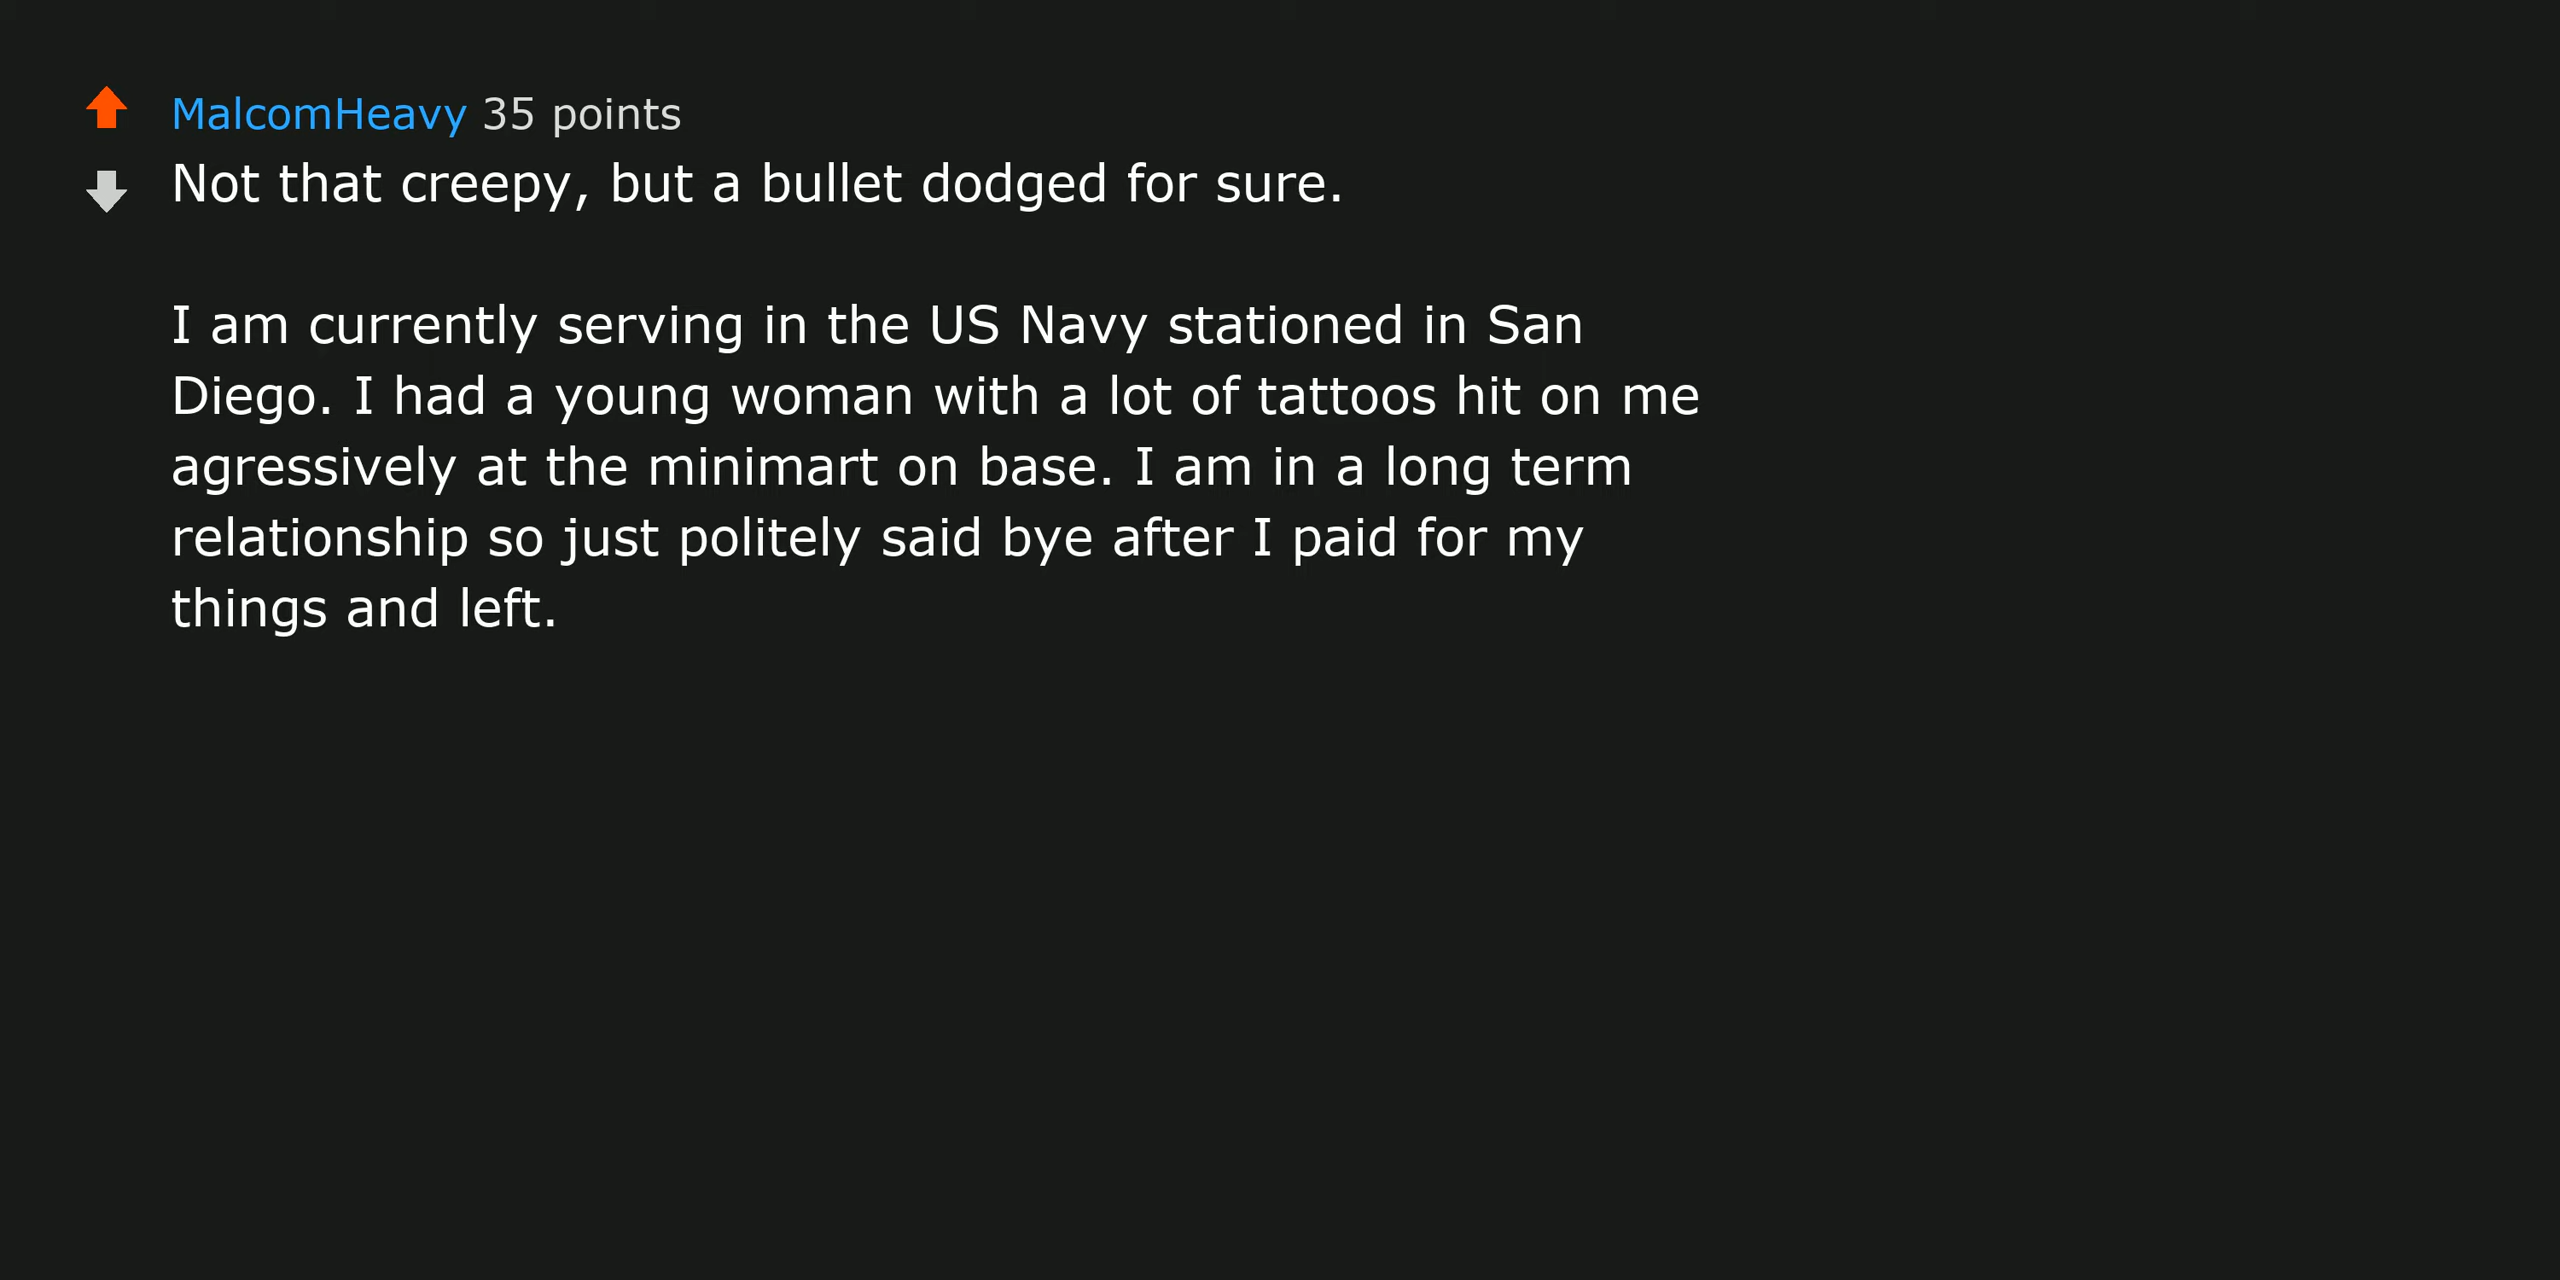 MalcomHeavy 35 points
Not that creepy, but a bullet dodged for sure.
I am currently serving in the US Navy stationed in San
Diego. I had a young woman with a lot of tattoos hit on me
agressively at the minimart on base. I am in a long term
relationship so just politely said bye after I paid for my
things and left.